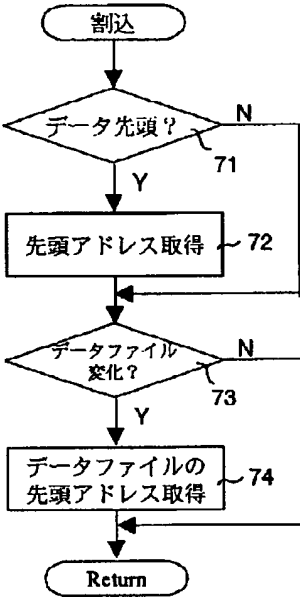 割込
データ先頭?
N
71
Y
先頭アドレス取得
72
データファイル
変化?
N
73
Y
データファイルの
先頭アドレス取得
74
Return